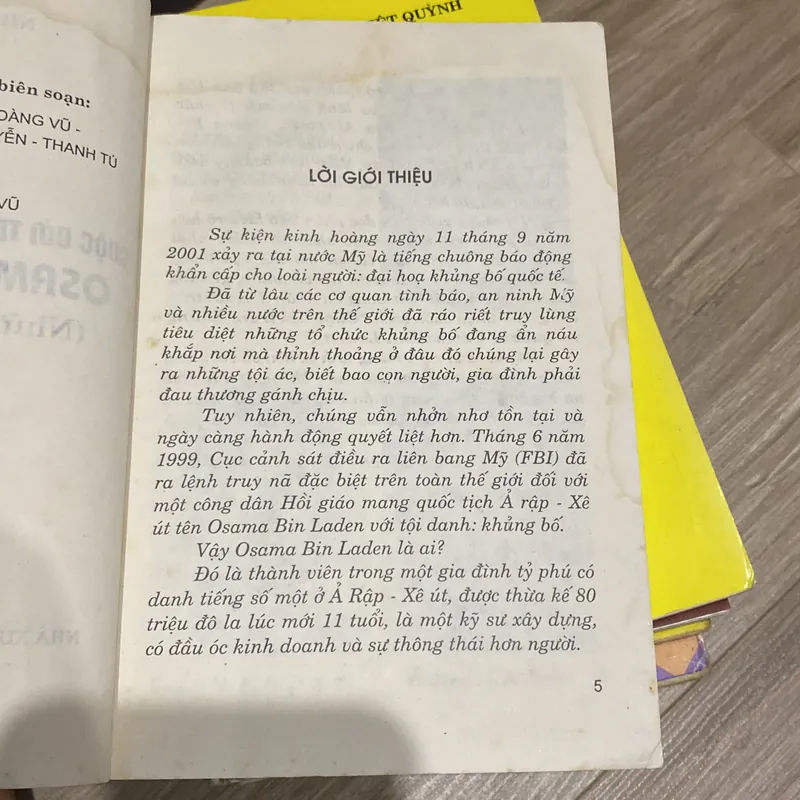 ỆT QUỲNH
biên soạn:
OÀNG VŨ -
YỄN - THANH TÚ
VŨ
LỜI GIỚI THIỆU
Sự kiện kinh hoàng ngày 11 tháng 9 năm
2001 xảy ra tại nước Mỹ là tiếng chuông báo động
khẩn cấp cho loài người: đại hoạ khủng bố quốc tế.
Đã từ lâu các cơ quan tình báo, an ninh Mỹ
và nhiều nước trên thế giới đã ráo riết truy lùng
tiêu diệt những tổ chức khủng bố đang ẩn náu
khắp nơi mà thỉnh thoảng ở đâu đó chúng lại gây
ra những tội ác, biết bao con người, gia đình phải
đau thương gánh chịu.
Tuy nhiên, chúng vẫn nhởn nhơ tồn tại và
ngày càng hành động quyết liệt hơn. Tháng 6 năm
1999, Cục cảnh sát điều ra liên bang Mỹ (FBI) đã
ra lệnh truy nã đặc biệt trên toàn thế giới đối với
một công dân Hồi giáo mang quốc tịch Ả rập - Xê
út tên Osama Bin Laden với tội danh: khủng bố.
Vậy Osama Bin Laden là ai?
Đó là thành viên trong một gia đình tỷ phú có
danh tiếng số một ở Ả Rập - Xê út, được thừa kế 80
triệu đô la lúc mới 11 tuổi, là một kỹ sư xây dựng,
có đầu óc kinh doanh và sự thông thái hơn người.
5